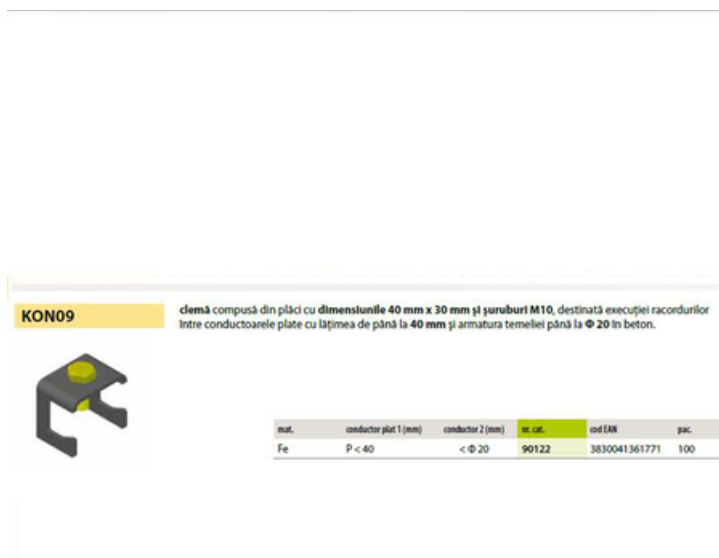 KON09
clemă compusă din plăci cu dimensiunile 40 mm x 30 mm și șuruburi M10, destinată execuției racordurilor
între conductoarele plate cu lățimea de până la 40 mm și armatura temeliei până la Φ 20 în beton.
mat. conductor plat 1 (mm) conductor 2 (mm) nr. cat. cod EAN pac.
Fe P < 40 < Φ 20 90122 3830041361771 100